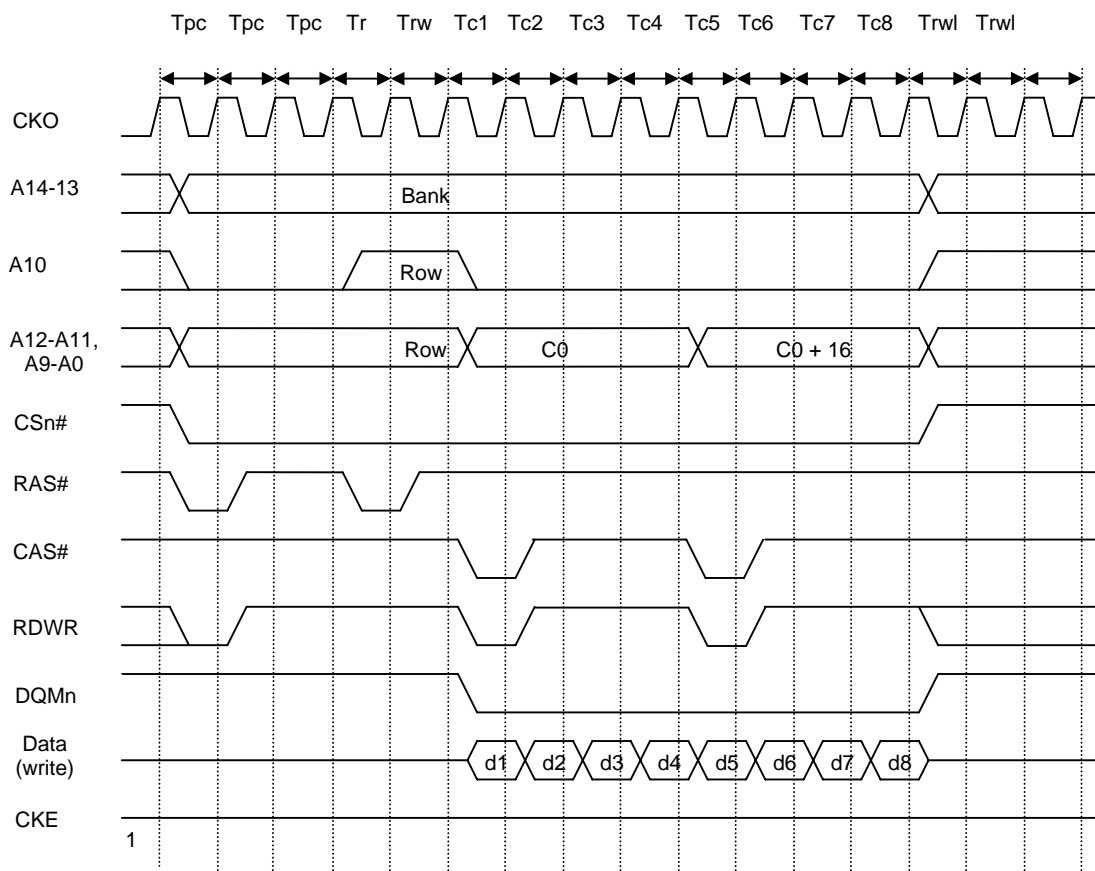 Tpc Tpc Tpc Tr Trw Tc1 Tc2 Tc3 Tc4 Tc5 Tc6 Tc7 Tc8 Trwl Trwl
CKO
A14-13
Bank
A10
Row
A12-A11,
A9-A0
Row C0 C0 + 16
CSn#
RAS#
CAS#
RDWR
DQMn
Data
(write)
d1 d2 d3 d4 d5 d6 d7 d8
CKE
1